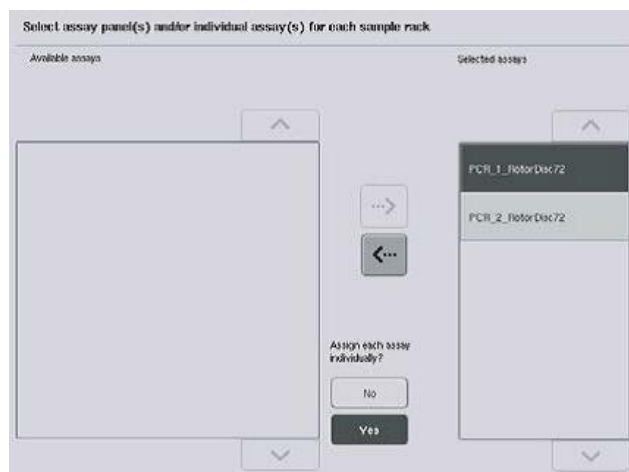 Select assay panel(s) and/or individual assay(s) for each sample rack
Available assays
Selected assays
PCR_1_RotorDisc72
PCR_2_RotorDisc72
Assign each assay
individually?
No
Yes